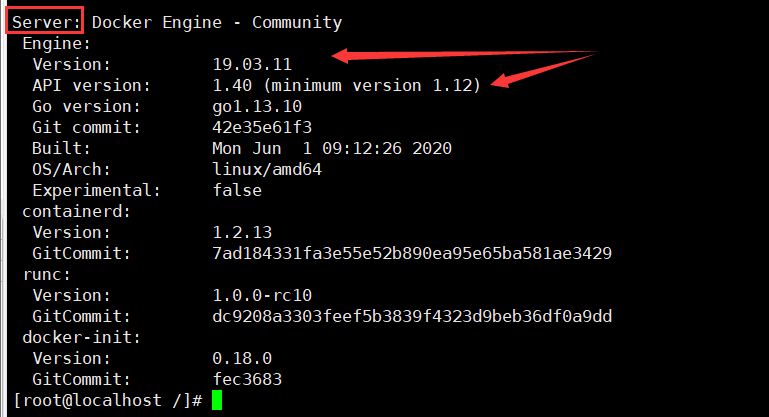 Server: Docker Engine - Community
Engine:
Version: 19.03.11
API version: 1.40 (minimum version 1.12)
Go version: go1.13.10
Git commit: 42e35e61f3
Built: Mon Jun 1 09:12:26 2020
OS/Arch: linux/amd64
Experimental: false
containerd:
Version: 1.2.13
GitCommit: 7ad184331fa3e55e52b890ea95e65ba581ae3429
runc:
Version: 1.0.0-rc10
GitCommit: dc9208a3303feef5b3839f4323d9beb36df0a9dd
docker-init:
Version: 0.18.0
GitCommit: fec3683
[root@localhost /]#